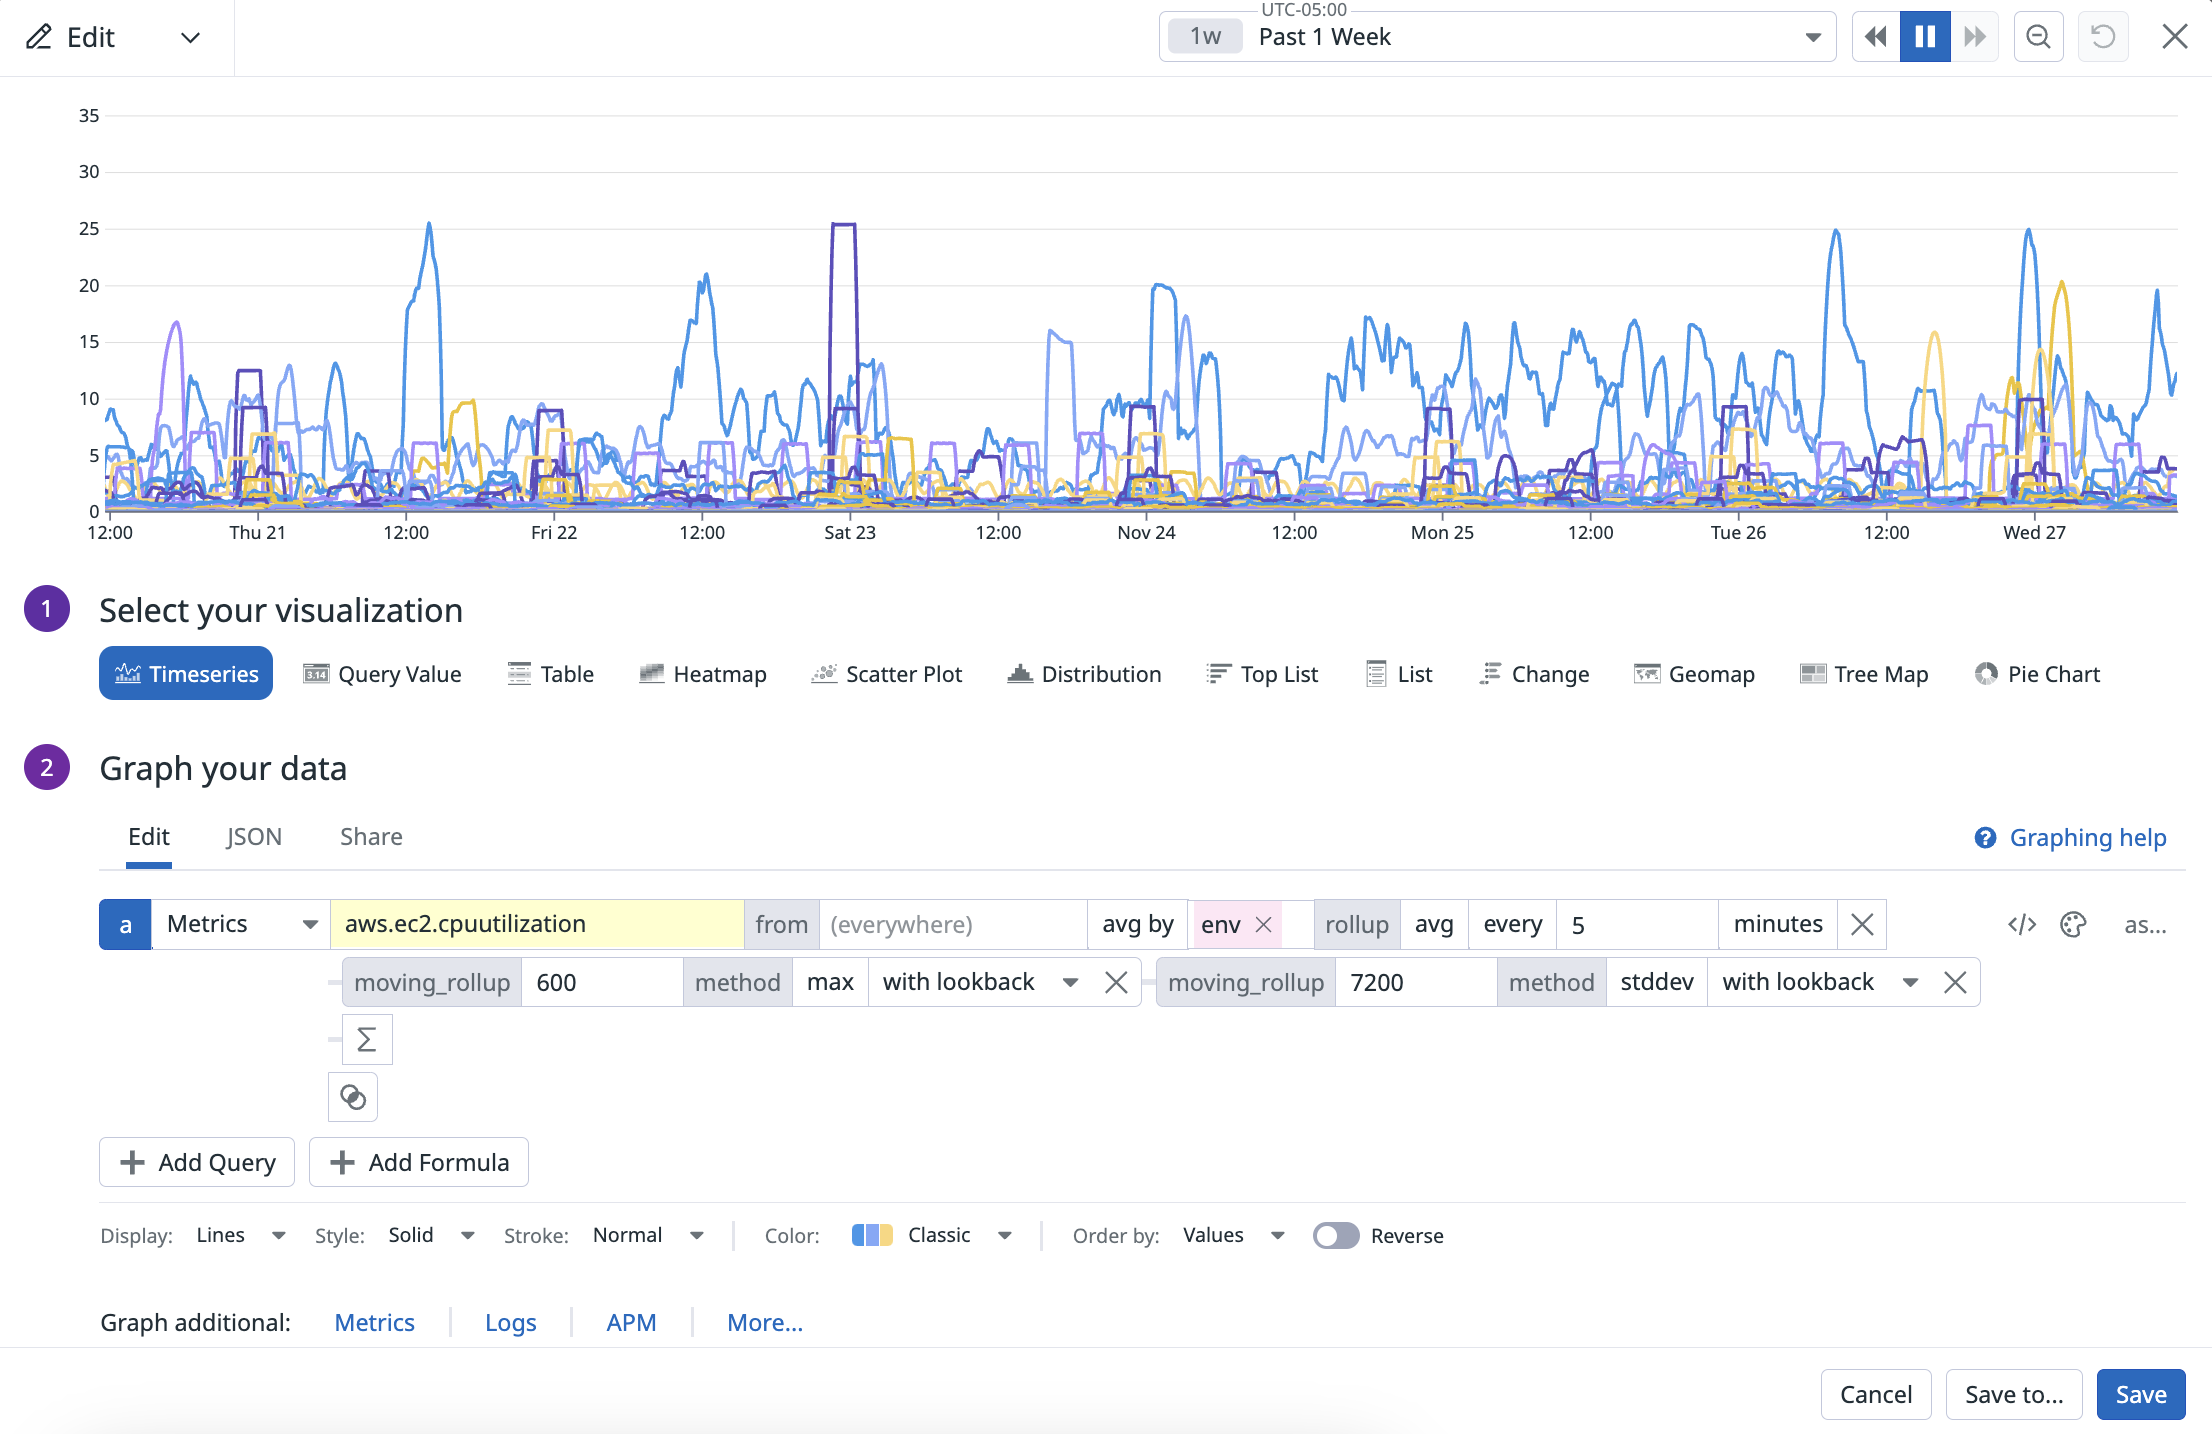 Edit
UTC-05:00
1w Past 1 Week
35
30
25
20
15
10
5
0
12:00 Thu 21 12:00 Fri 22 12:00 Sat 23 12:00 Nov 24 12:00 Mon 25 12:00 Tue 26 12:00 Wed 27
1 Select your visualization
Timeseries 3.14 Query Value Table Heatmap Scatter Plot Distribution Top List List Change Geomap Tree Map Pie Chart
2 Graph your data
Edit JSON Share ? Graphing help
a Metrics aws.ec2.cpuutilization from (everywhere) avg by env rollup avg every 5 minutes </> as...
moving_rollup 600 method max with lookback moving_rollup 7200 method stddev with lookback
Σ
+ Add Query + Add Formula
Display: Lines Style: Solid Stroke: Normal Color: Classic Order by: Values Reverse
Graph additional: Metrics Logs APM More...
Cancel Save to... Save